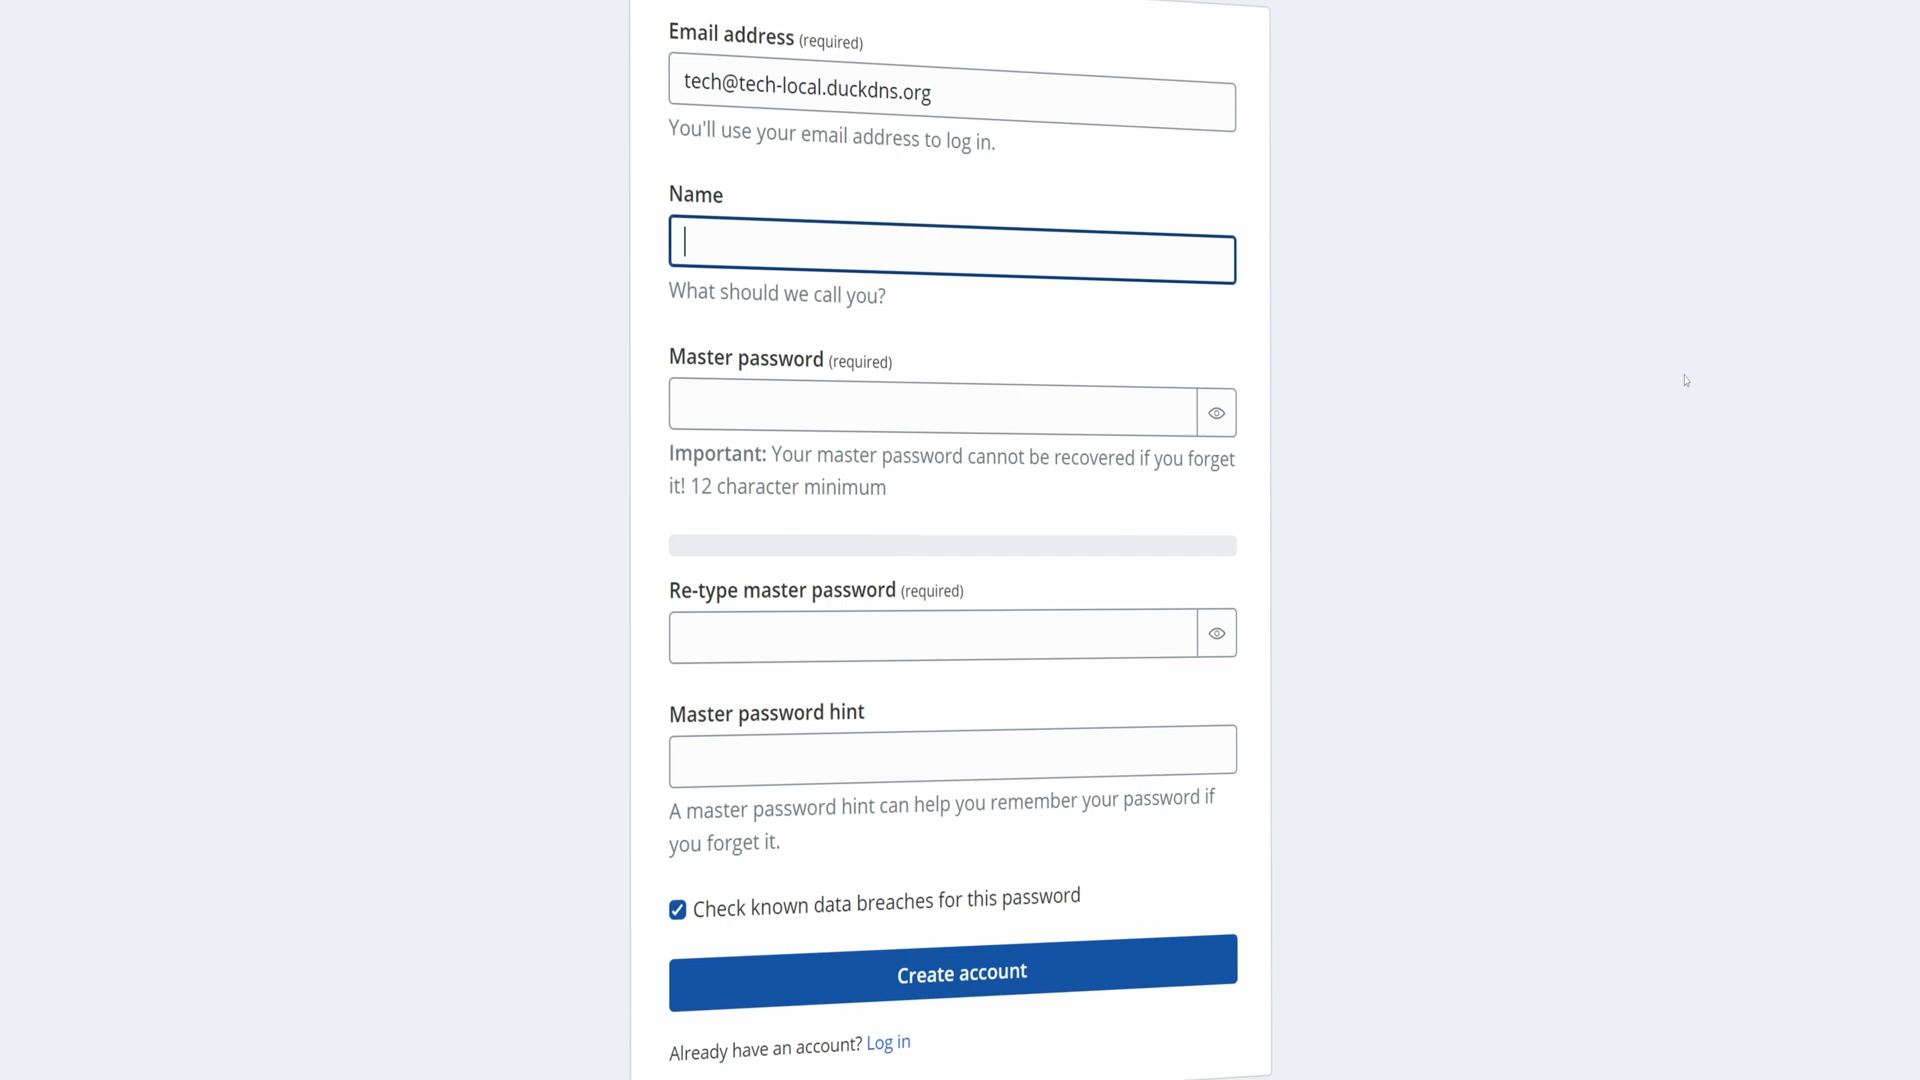 Email address (required)
tech@tech-local.duckdns.org
You'll use your email address to log in.
Name
What should we call you?
Master password (required)
Important: Your master password cannot be recovered if you forget
it! 12 character minimum
Re-type master password (required)
Master password hint
A master password hint can help you remember your password if
you forget it.
Check known data breaches for this password
Create account
Already have an account? Log in